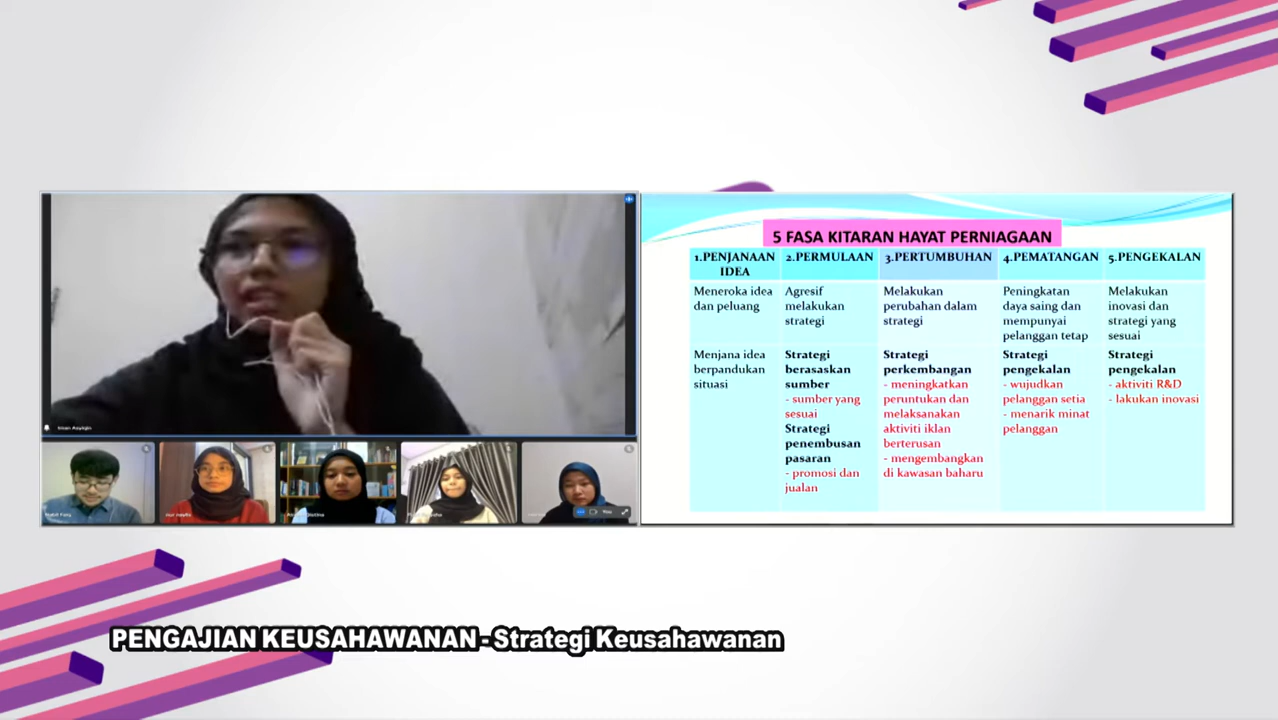 5 FASA KITARAN HAYAT PERNIAGAAN
1.PENJANAAN
IDEA
2.PERMULAAN
3.PERTUMBUHAN
4.PEMATANGAN
5.PENGEKALAN
Meneroka idea
dan peluang
Agresif
melakukan
strategi
Melakukan
perubahan dalam
strategi
Peningkatan
daya saing dan
mempunyai
pelanggan tetap
Melakukan
inovasi dan
strategi yang
sesuai
Menjana idea
berpandukan
situasi
Strategi
berasaskan
sumber
- sumber yang
sesuai
Strategi
penembusan
pasaran
- promosi dan
jualan
Strategi
perkembangan
- meningkatkan
peruntukan dan
melaksanakan
aktiviti iklan
berterusan
- mengembangkan
di kawasan baharu
Strategi
pengekalan
- wujudkan
pelanggan setia
- menarik minat
pelanggan
Strategi
pengekalan
- aktiviti R&D
- lakukan inovasi
PENGAJIAN KEUSAHAWANAN - Strategi Keusahawanan